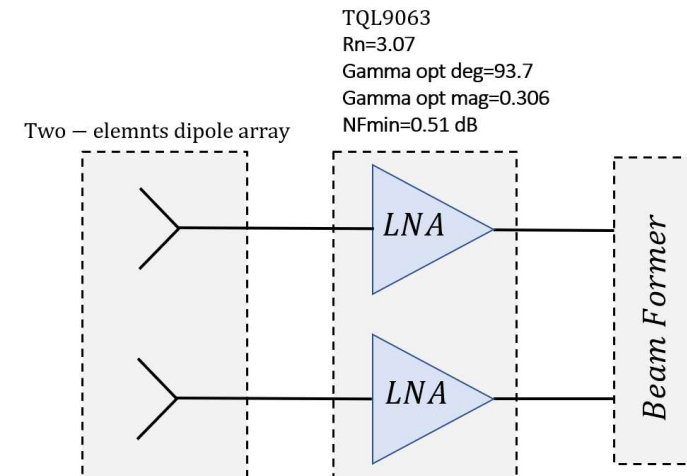 TQL9063
Rn=3.07
Gamma opt deg=93.7
Gamma opt mag=0.306
NFmin=0.51 dB
Two − elemnts dipole array
LNA
LNA
Beam Former